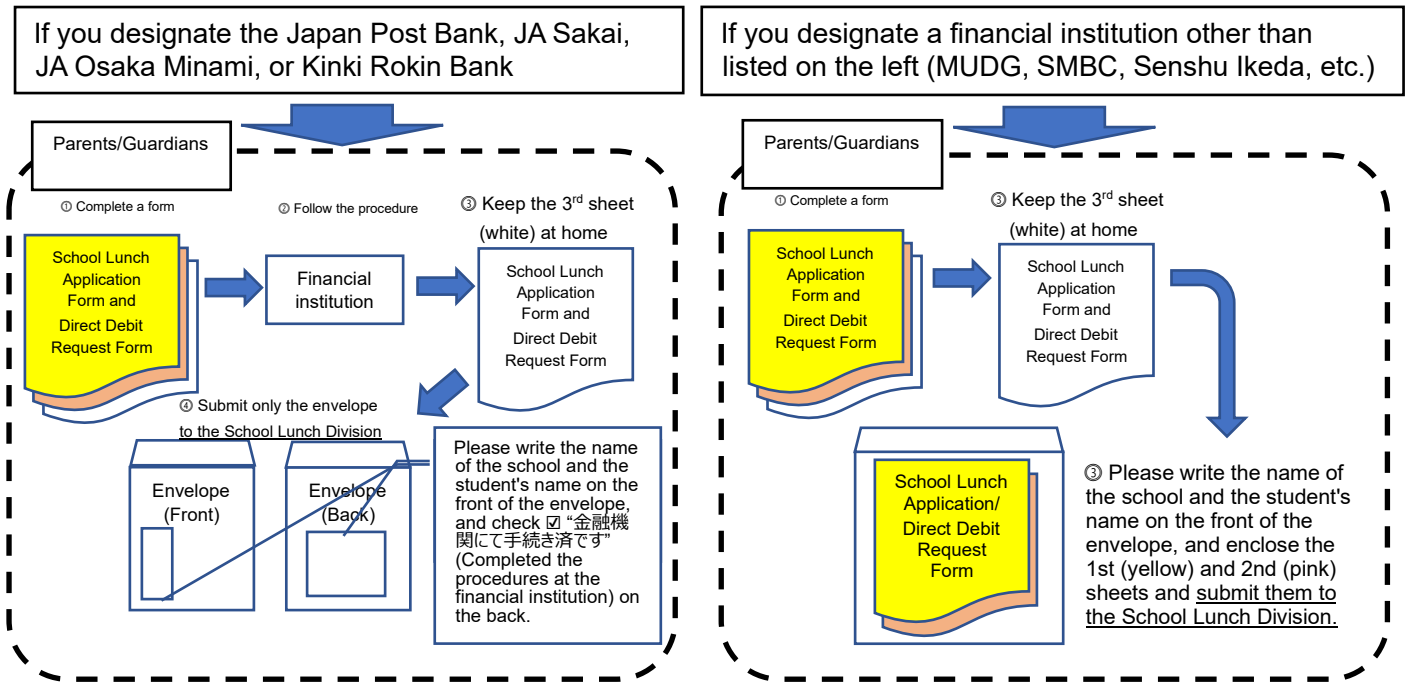 If you designate the Japan Post Bank, JA Sakai,
JA Osaka Minami, or Kinki Rokin Bank
Parents/Guardians
① Complete a form
② Follow the procedure
③ Keep the 3rd sheet
(white) at home
School Lunch
Application
Form and
Direct Debit
Request Form
Financial
institution
School Lunch
Application
Form and
Direct Debit
Request Form
④ Submit only the envelope
to the School Lunch Division
Envelope
(Front)
Envelope
(Back)
Please write the name
of the school and the
student's name on the
front of the envelope,
and check ☑ “金融機
関にて手続き済です”
(Completed the
procedures at the
financial institution) on
the back.
If you designate a financial institution other than
listed on the left (MUDG, SMBC, Senshu Ikeda, etc.)
Parents/Guardians
① Complete a form
③ Keep the 3rd sheet
(white) at home
School Lunch
Application
Form and
Direct Debit
Request Form
School Lunch
Application
Form and
Direct Debit
Request Form
School Lunch
Application/
Direct Debit
Request
Form
③ Please write the name of
the school and the student's
name on the front of the
envelope, and enclose the
1st (yellow) and 2nd (pink)
sheets and submit them to
the School Lunch Division.